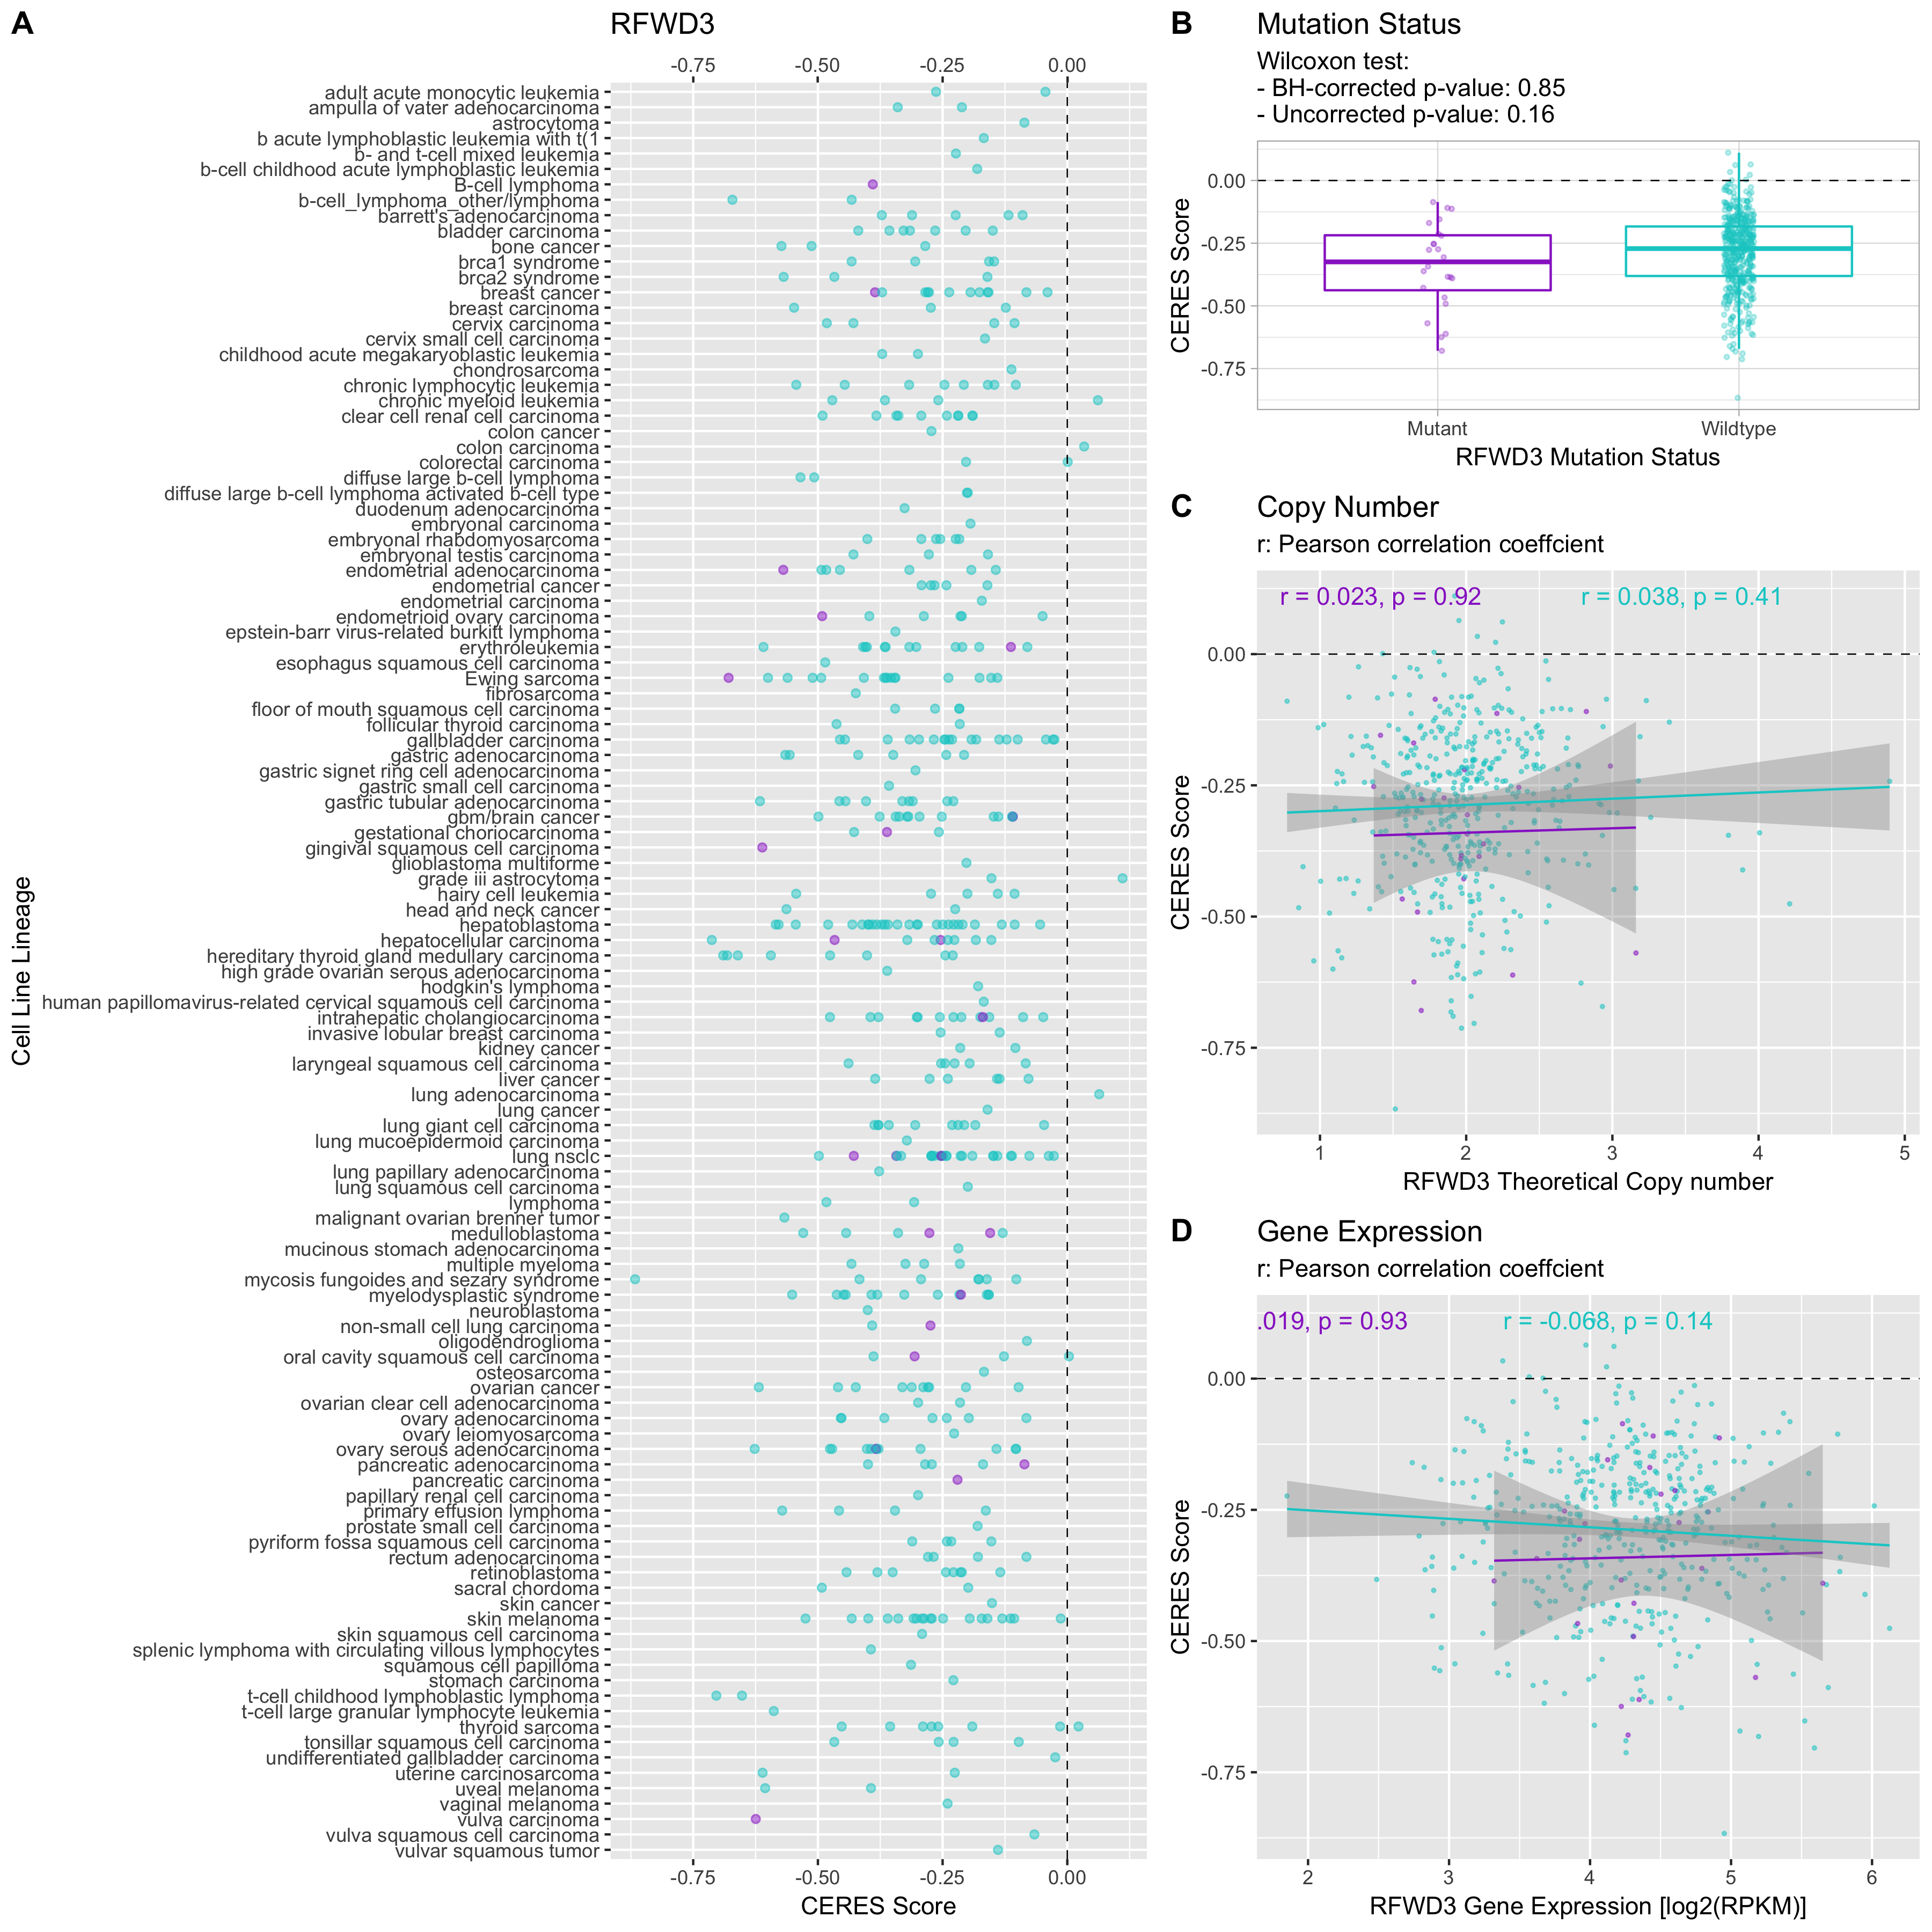 A
RFWD3
-0.75 -0.50 -0.25 0.00
adult acute monocytic leukemia
ampulla of vater adenocarcinoma
astrocytoma
b acute lymphoblastic leukemia with t(1
b- and t-cell mixed leukemia
b-cell childhood acute lymphoblastic leukemia
B-cell lymphoma
b-cell_lymphoma_other/lymphoma
barrett's adenocarcinoma
bladder carcinoma
bone cancer
brca1 syndrome
brca2 syndrome
breast cancer
breast carcinoma
cervix carcinoma
cervix small cell carcinoma
childhood acute megakaryoblastic leukemia
chondrosarcoma
chronic lymphocytic leukemia
chronic myeloid leukemia
clear cell renal cell carcinoma
colon cancer
colon carcinoma
colorectal carcinoma
diffuse large b-cell lymphoma
diffuse large b-cell lymphoma activated b-cell type
duodenum adenocarcinoma
embryonal carcinoma
embryonal rhabdomyosarcoma
embryonal testis carcinoma
endometrial adenocarcinoma
endometrial cancer
endometrial carcinoma
endometrioid ovary carcinoma
epstein-barr virus-related burkitt lymphoma
erythroleukemia
esophagus squamous cell carcinoma
Ewing sarcoma
fibrosarcoma
floor of mouth squamous cell carcinoma
follicular thyroid carcinoma
gallbladder carcinoma
gastric adenocarcinoma
gastric signet ring cell adenocarcinoma
gastric small cell carcinoma
gastric tubular adenocarcinoma
gbm/brain cancer
gestational choriocarcinoma
gingival squamous cell carcinoma
glioblastoma multiforme
grade iii astrocytoma
hairy cell leukemia
head and neck cancer
hepatoblastoma
hepatocellular carcinoma
hereditary thyroid gland medullary carcinoma
high grade ovarian serous adenocarcinoma
hodgkin's lymphoma
human papillomavirus-related cervical squamous cell carcinoma
intrahepatic cholangiocarcinoma
invasive lobular breast carcinoma
kidney cancer
laryngeal squamous cell carcinoma
liver cancer
lung adenocarcinoma
lung cancer
lung giant cell carcinoma
lung mucoepidermoid carcinoma
lung nsclc
lung papillary adenocarcinoma
lung squamous cell carcinoma
lymphoma
malignant ovarian brenner tumor
medulloblastoma
mucinous stomach adenocarcinoma
multiple myeloma
mycosis fungoides and sezary syndrome
myelodysplastic syndrome
neuroblastoma
non-small cell lung carcinoma
oligodendroglioma
oral cavity squamous cell carcinoma
osteosarcoma
ovarian cancer
ovarian clear cell adenocarcinoma
ovary adenocarcinoma
ovary leiomyosarcoma
ovary serous adenocarcinoma
pancreatic adenocarcinoma
pancreatic carcinoma
papillary renal cell carcinoma
primary effusion lymphoma
prostate small cell carcinoma
pyriform fossa squamous cell carcinoma
rectum adenocarcinoma
retinoblastoma
sacral chordoma
skin cancer
skin melanoma
skin squamous cell carcinoma
splenic lymphoma with circulating villous lymphocytes
squamous cell papilloma
stomach carcinoma
t-cell childhood lymphoblastic lymphoma
t-cell large granular lymphocyte leukemia
thyroid sarcoma
tonsillar squamous cell carcinoma
undifferentiated gallbladder carcinoma
uterine carcinosarcoma
uveal melanoma
vaginal melanoma
vulva carcinoma
vulva squamous cell carcinoma
vulvar squamous tumor
-0.75 -0.50 -0.25 0.00
CERES Score
Cell Line Lineage
B
Mutation Status
Wilcoxon test:
- BH-corrected p-value: 0.85
- Uncorrected p-value: 0.16
0.00
-0.25
-0.50
-0.75
CERES Score
Mutant Wildtype
RFWD3 Mutation Status
C
Copy Number
r: Pearson correlation coeffcient
r = 0.023, p = 0.92 r = 0.038, p = 0.41
0.00
-0.25
-0.50
-0.75
CERES Score
1 2 3 4 5
RFWD3 Theoretical Copy number
D
Gene Expression
r: Pearson correlation coeffcient
.019, p = 0.93 r = -0.068, p = 0.14
0.00
-0.25
-0.50
-0.75
CERES Score
2 3 4 5 6
RFWD3 Gene Expression [log2(RPKM)]